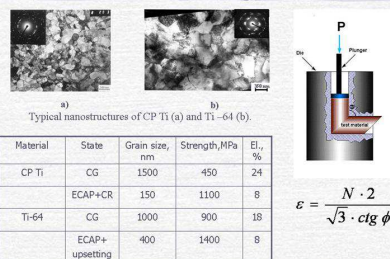 a)
b)
Typical nanostructures of CP Ti (a) and Ti –64 (b).
Material State Grain size, nm Strength,MPa El., %
CP Ti CG 1500 450 24
ECAP+CR 150 1100 8
Ti-64 CG 1000 900 18
ECAP+ upsetting 400 1400 8
P
Die
Plunger
test material
ε = N · 2 / √3 · ctg ϕ